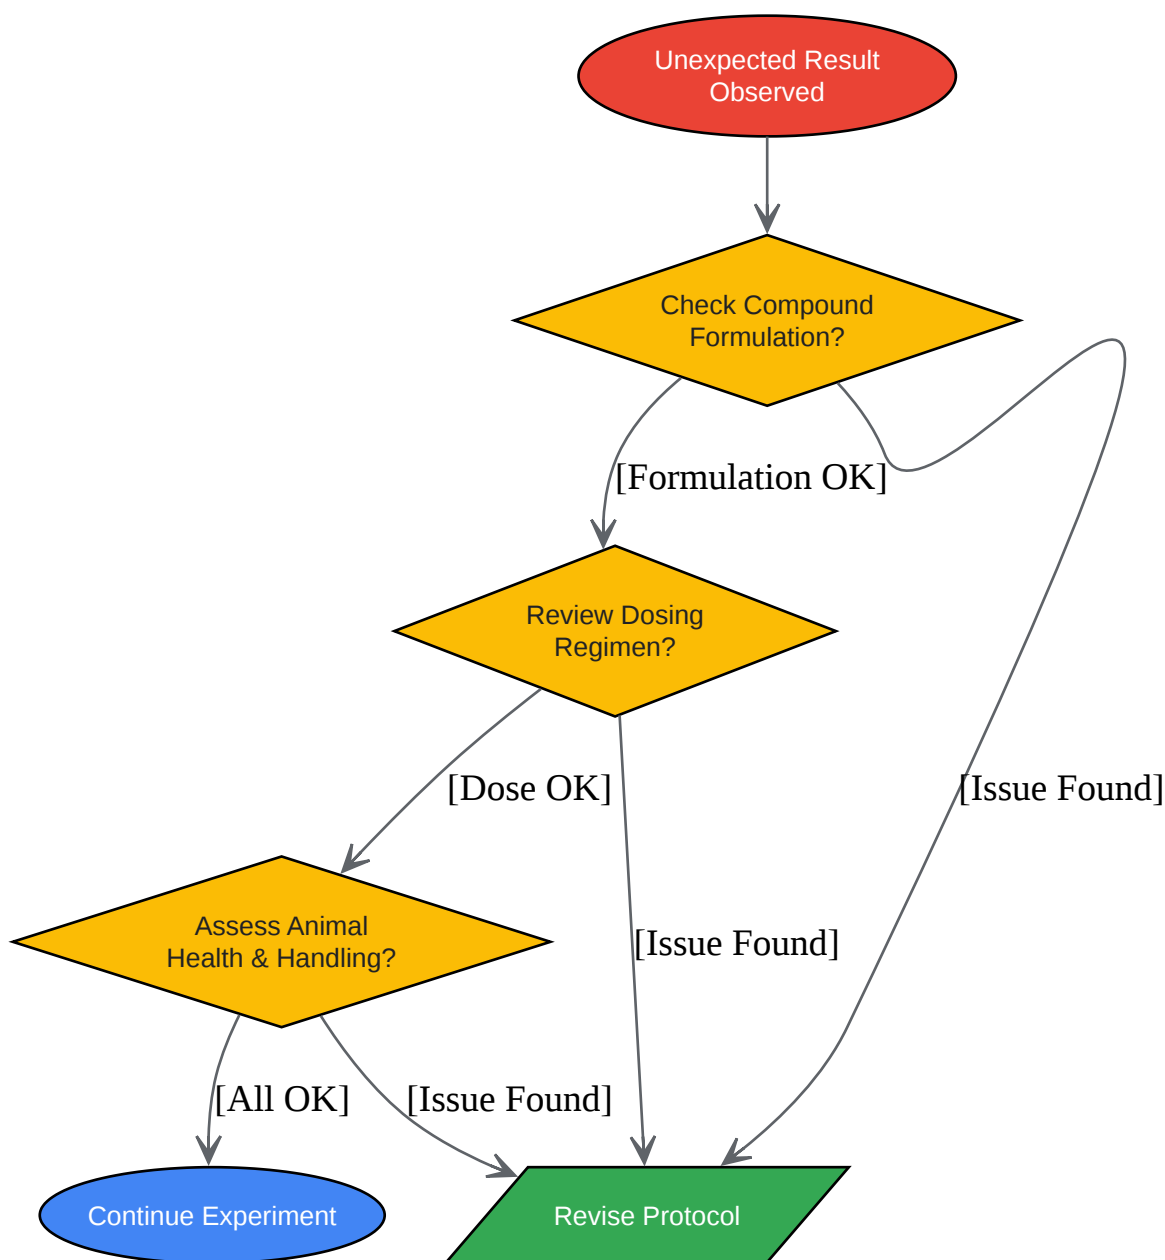 Unexpected Result
Observed
Check Compound
Formulation?
[Formulation OK]
Review Dosing
Regimen?
[Dose OK]
[Issue Found]
Assess Animal
Health & Handling?
[Issue Found]
[All OK]
[Issue Found]
Continue Experiment
Revise Protocol